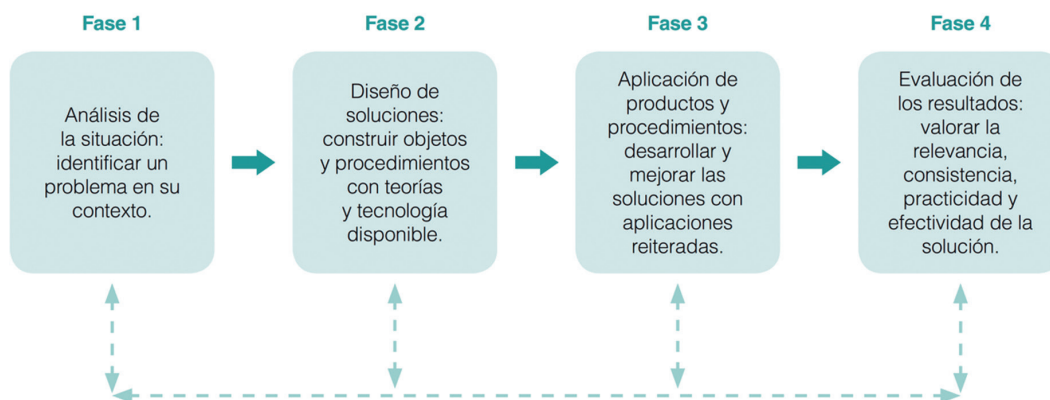 Fase 1
Análisis de
la situación:
identificar un
problema en su
contexto.
Fase 2
Diseño de
soluciones:
construir objetos
y procedimientos
con teorías
y tecnología
disponible.
Fase 3
Aplicación de
productos y
procedimientos:
desarrollar y
mejorar las
soluciones con
aplicaciones
reiteradas.
Fase 4
Evaluación de
los resultados:
valorar la
relevancia,
consistencia,
practicidad y
efectividad de la
solución.